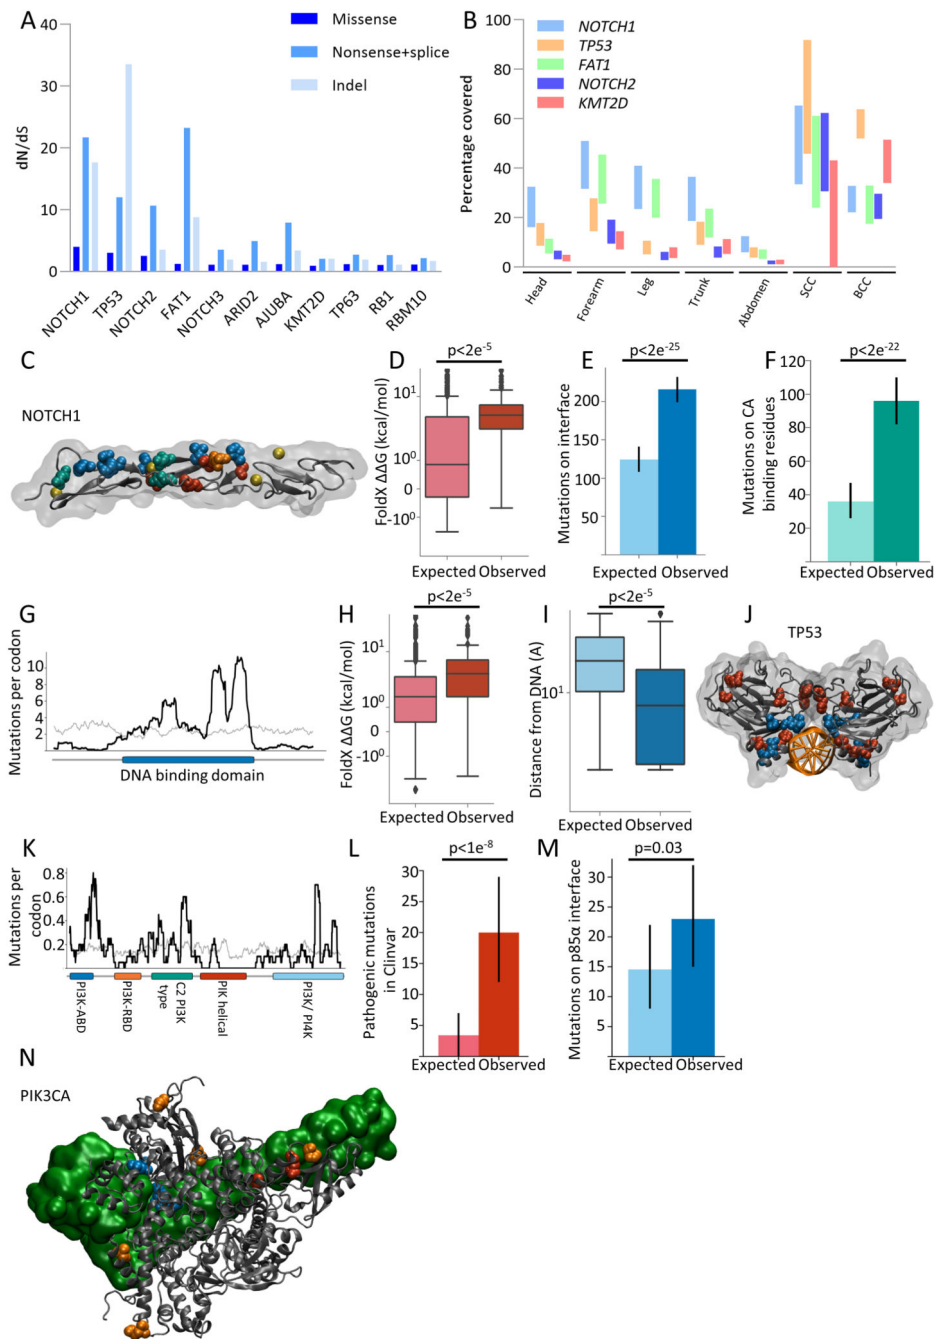 A
Missense
Nonsense+splice
Indel
dN/dS
40
30
20
10
0
NOTCH1
TP53
NOTCH2
FAT1
NOTCH3
ARID2
AJUBA
KMT2D
TP63
RB1
RBM10
B
NOTCH1
TP53
FAT1
NOTCH2
KMT2D
Percentage covered
100
80
60
40
20
0
Head
Forearm
Leg
Trunk
Abdomen
SCC
BCC
C
NOTCH1
D
p<2e-5
FoldX ΔΔG (kcal/mol)
10¹
10⁰
0
-10⁰
Expected Observed
E
p<2e-25
Mutations on interface
200
150
100
50
Expected Observed
F
p<2e-22
Mutations on CA
binding residues
120
100
80
60
40
20
Expected Observed
G
Mutations per codon
10
8
6
4
2
DNA binding domain
H
p<2e-5
FoldX ΔΔG (kcal/mol)
10¹
10⁰
0
-10⁰
Expected Observed
I
p<2e-5
Distance from DNA (A)
10¹
Expected Observed
J
TP53
K
Mutations per
codon
0.8
0.6
0.4
0.2
PI3K-ABD
PI3K-RBD
C2 PI3K
type
PIK helical
PI3K/ PI4K
L
p<1e-8
Pathogenic mutations
in Clinvar
30
25
20
15
10
5
Expected Observed
M
p=0.03
Mutations on p85α interface
30
25
20
15
10
5
Expected Observed
N
PIK3CA